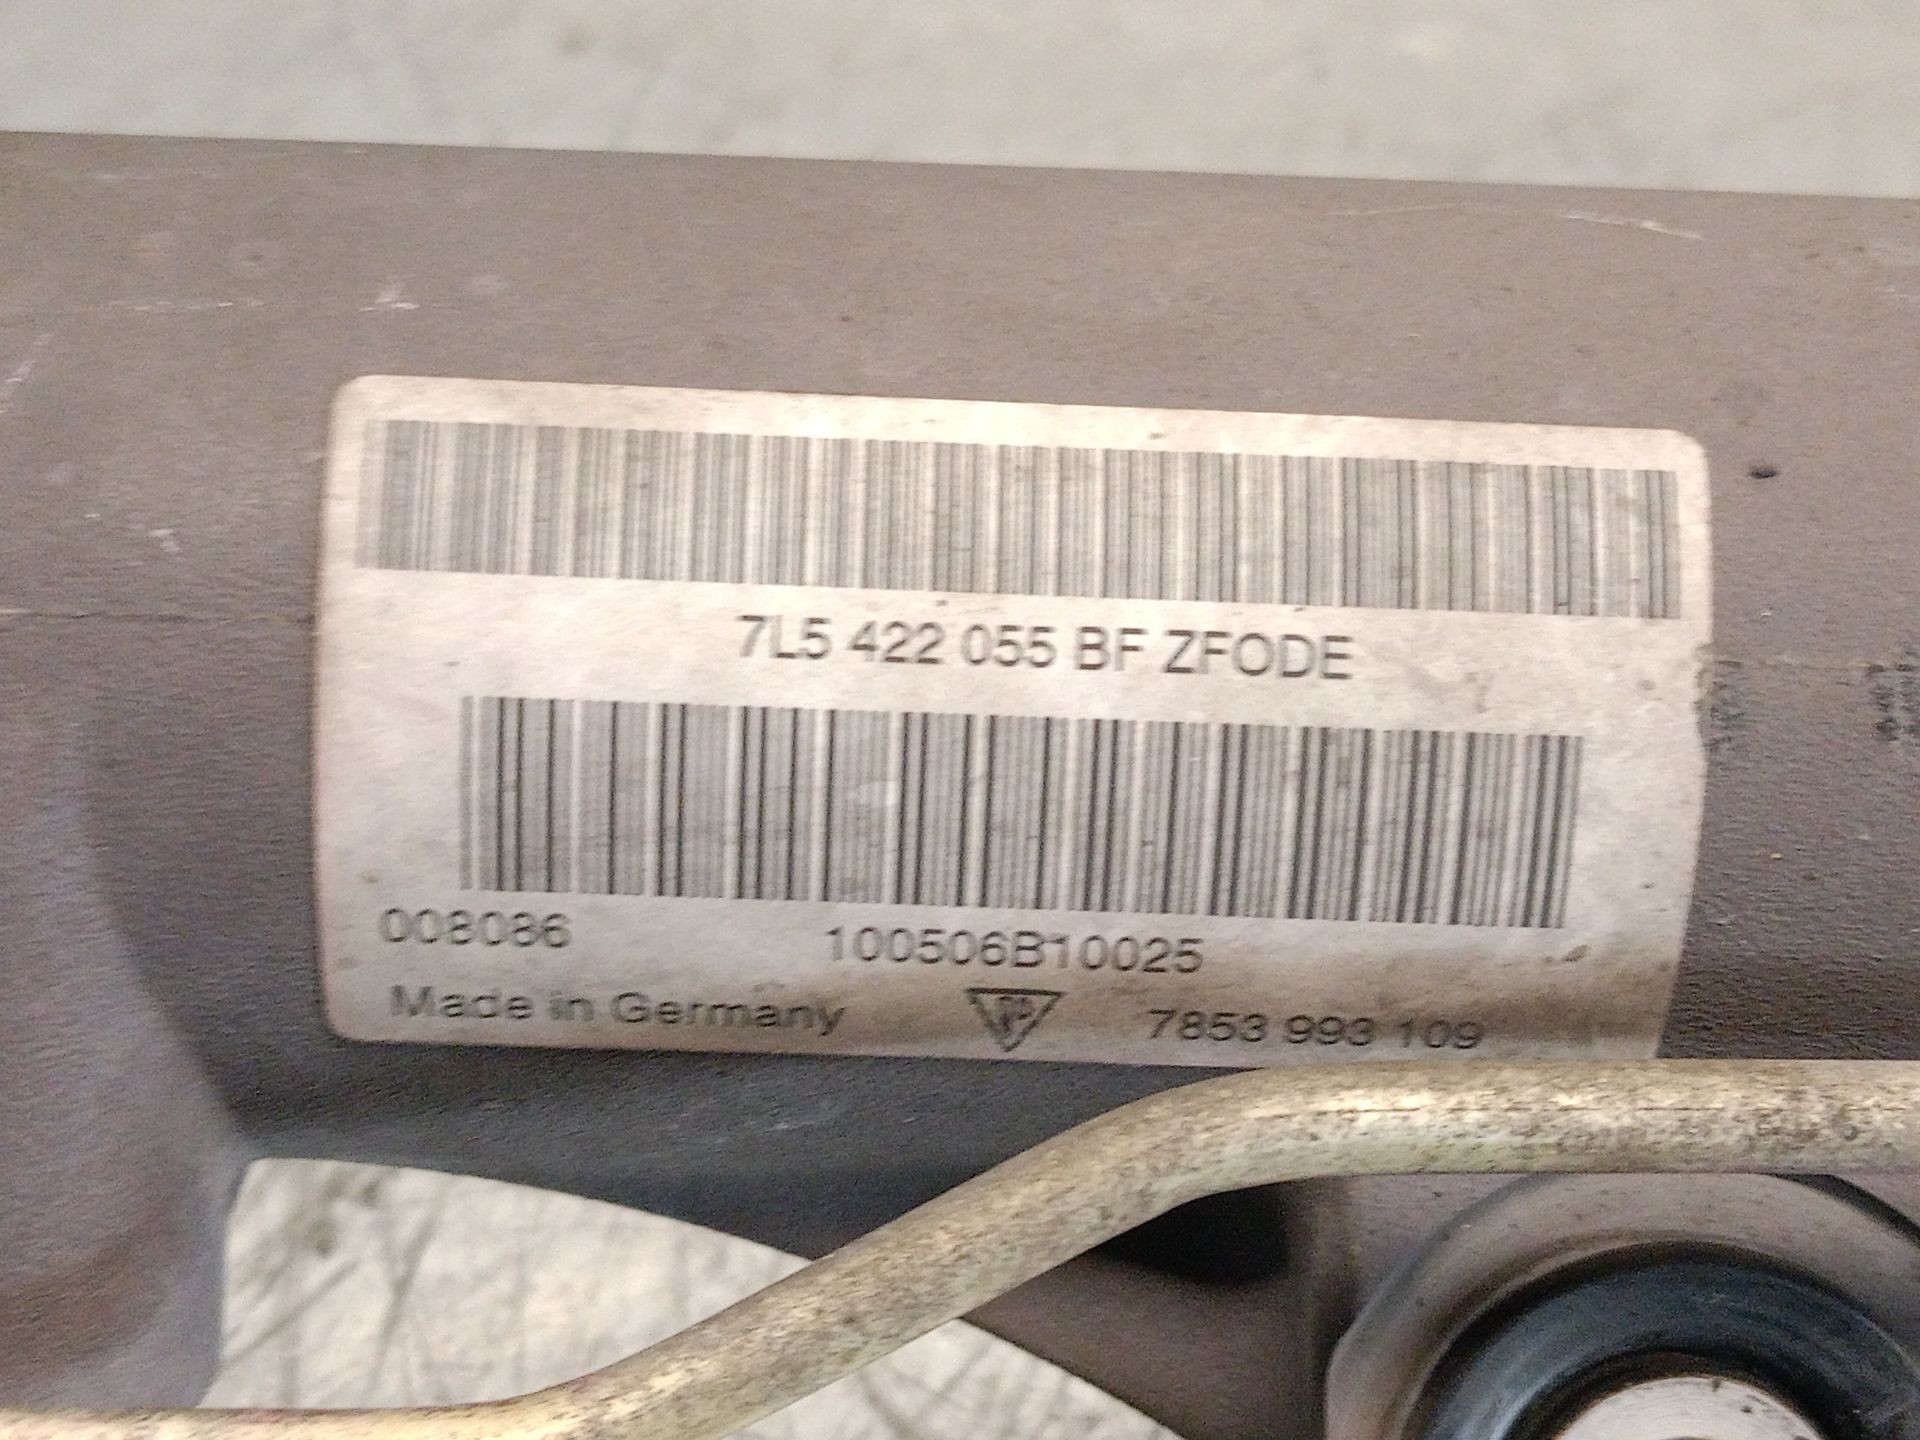 7L5 422 055 BF ZFODE
008086 100506B10025
Made in Germany 7853 993 109